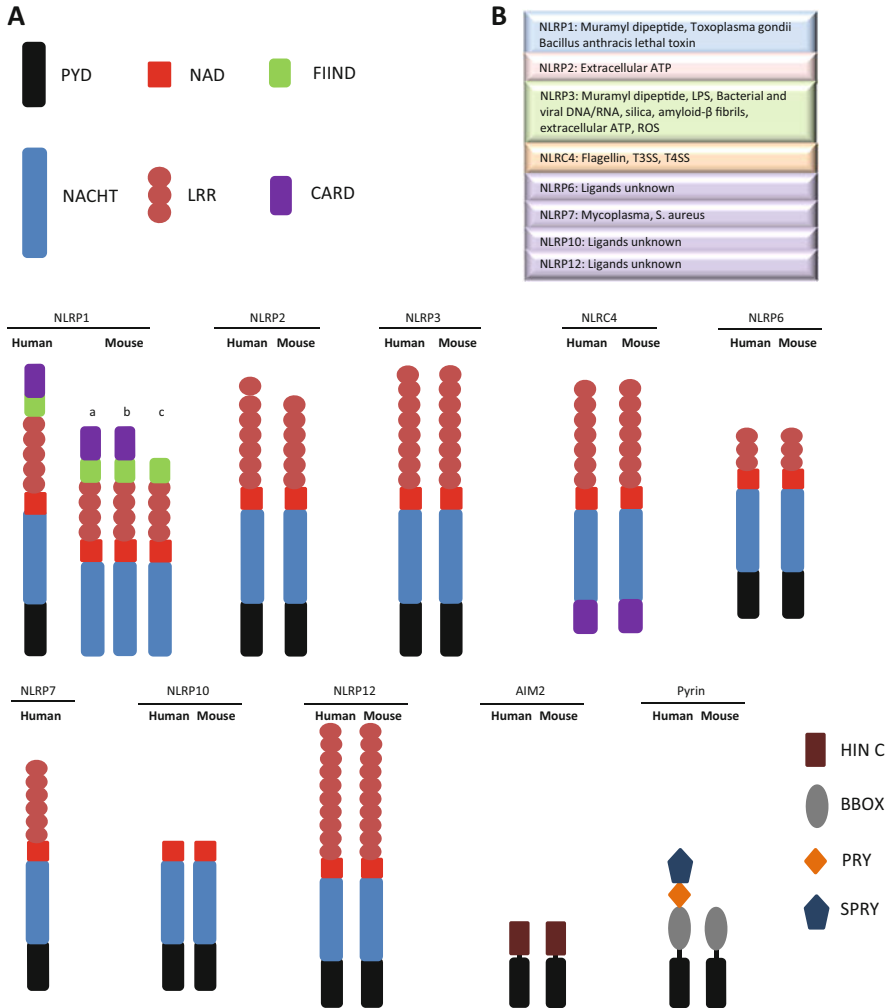 A
PYD
NAD
FIIND
NACHT
LRR
CARD
B
NLRP1: Muramyl dipeptide, Toxoplasma gondii
Bacillus anthracis lethal toxin
NLRP2: Extracellular ATP
NLRP3: Muramyl dipeptide, LPS, Bacterial and
viral DNA/RNA, silica, amyloid-β fibrils,
extracellular ATP, ROS
NLRC4: Flagellin, T3SS, T4SS
NLRP6: Ligands unknown
NLRP7: Mycoplasma, S. aureus
NLRP10: Ligands unknown
NLRP12: Ligands unknown
NLRP1
Human Mouse
a b c
NLRP2
Human Mouse
NLRP3
Human Mouse
NLRC4
Human Mouse
NLRP6
Human Mouse
NLRP7
Human
NLRP10
Human Mouse
NLRP12
Human Mouse
AIM2
Human Mouse
Pyrin
Human Mouse
HIN C
BBOX
PRY
SPRY